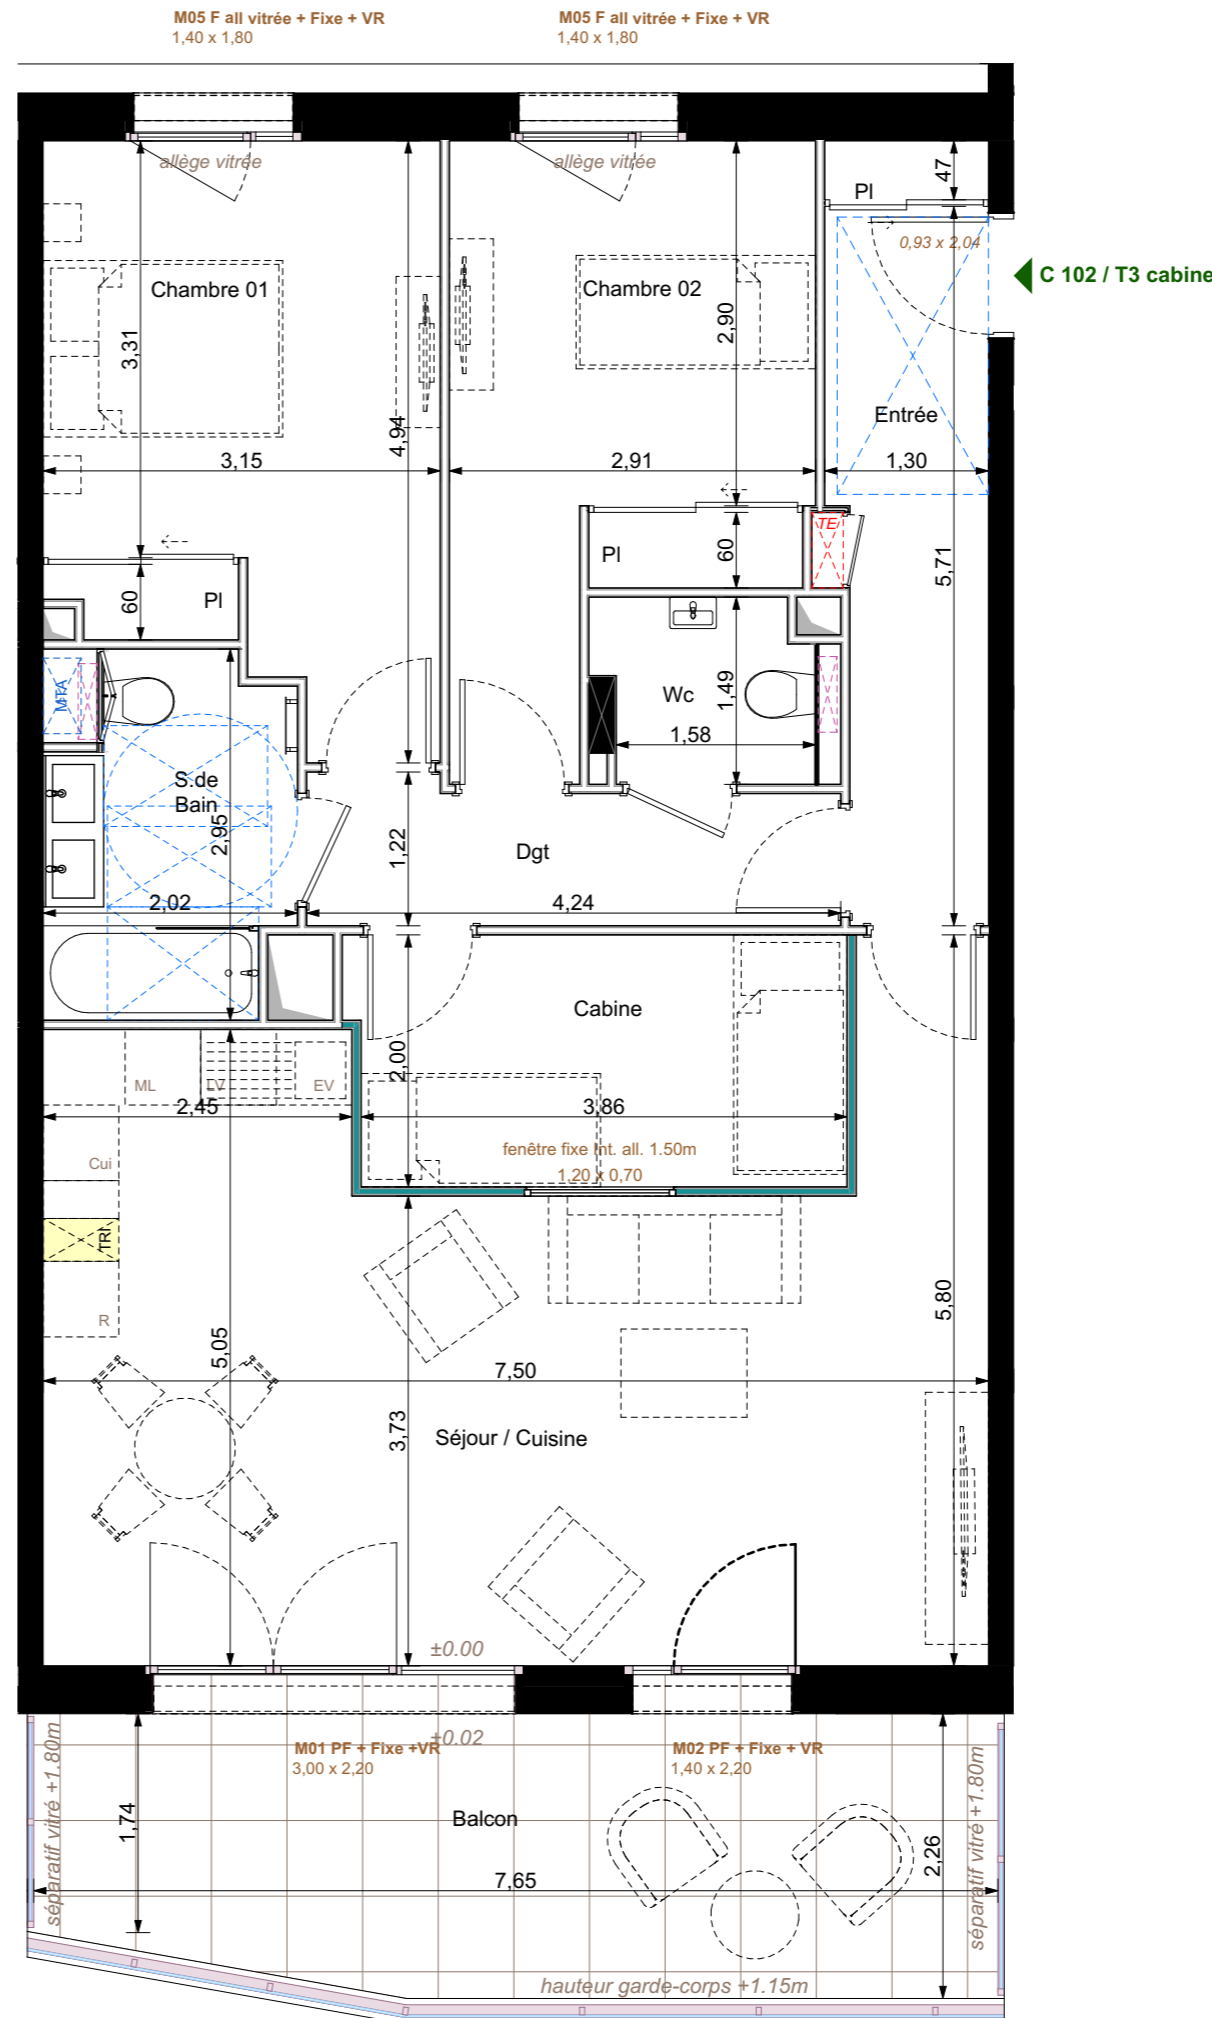 M05 F all vitrée + Fixe + VR
1,40 x 1,80
M05 F all vitrée + Fixe + VR
1,40 x 1,80
allège vitrée
allège vitrée
47
Pl
0,93 x 2,04
C 102 / T3 cabine
Chambre 01
Chambre 02
3,31
2,90
Entrée
4,94
3,15
2,91
1,30
TE
Pl
60
5,71
Pl
60
MTA
Wc
1,49
1,58
S.de
Bain
2,95
1,22
Dgt
2,02
4,24
Cabine
2,00
ML
LV
EV
2,45
3,86
fenêtre fixe Int. all. 1.50m
1,20 x 0,70
Cui
TRI
R
5,05
5,80
7,50
3,73
Séjour / Cuisine
±0.00
±0.02
M01 PF + Fixe +VR
3,00 x 2,20
M02 PF + Fixe + VR
1,40 x 2,20
séparatif vitré +1.80m
séparatif vitré +1.80m
1,74
Balcon
2,26
7,65
hauteur garde-corps +1.15m